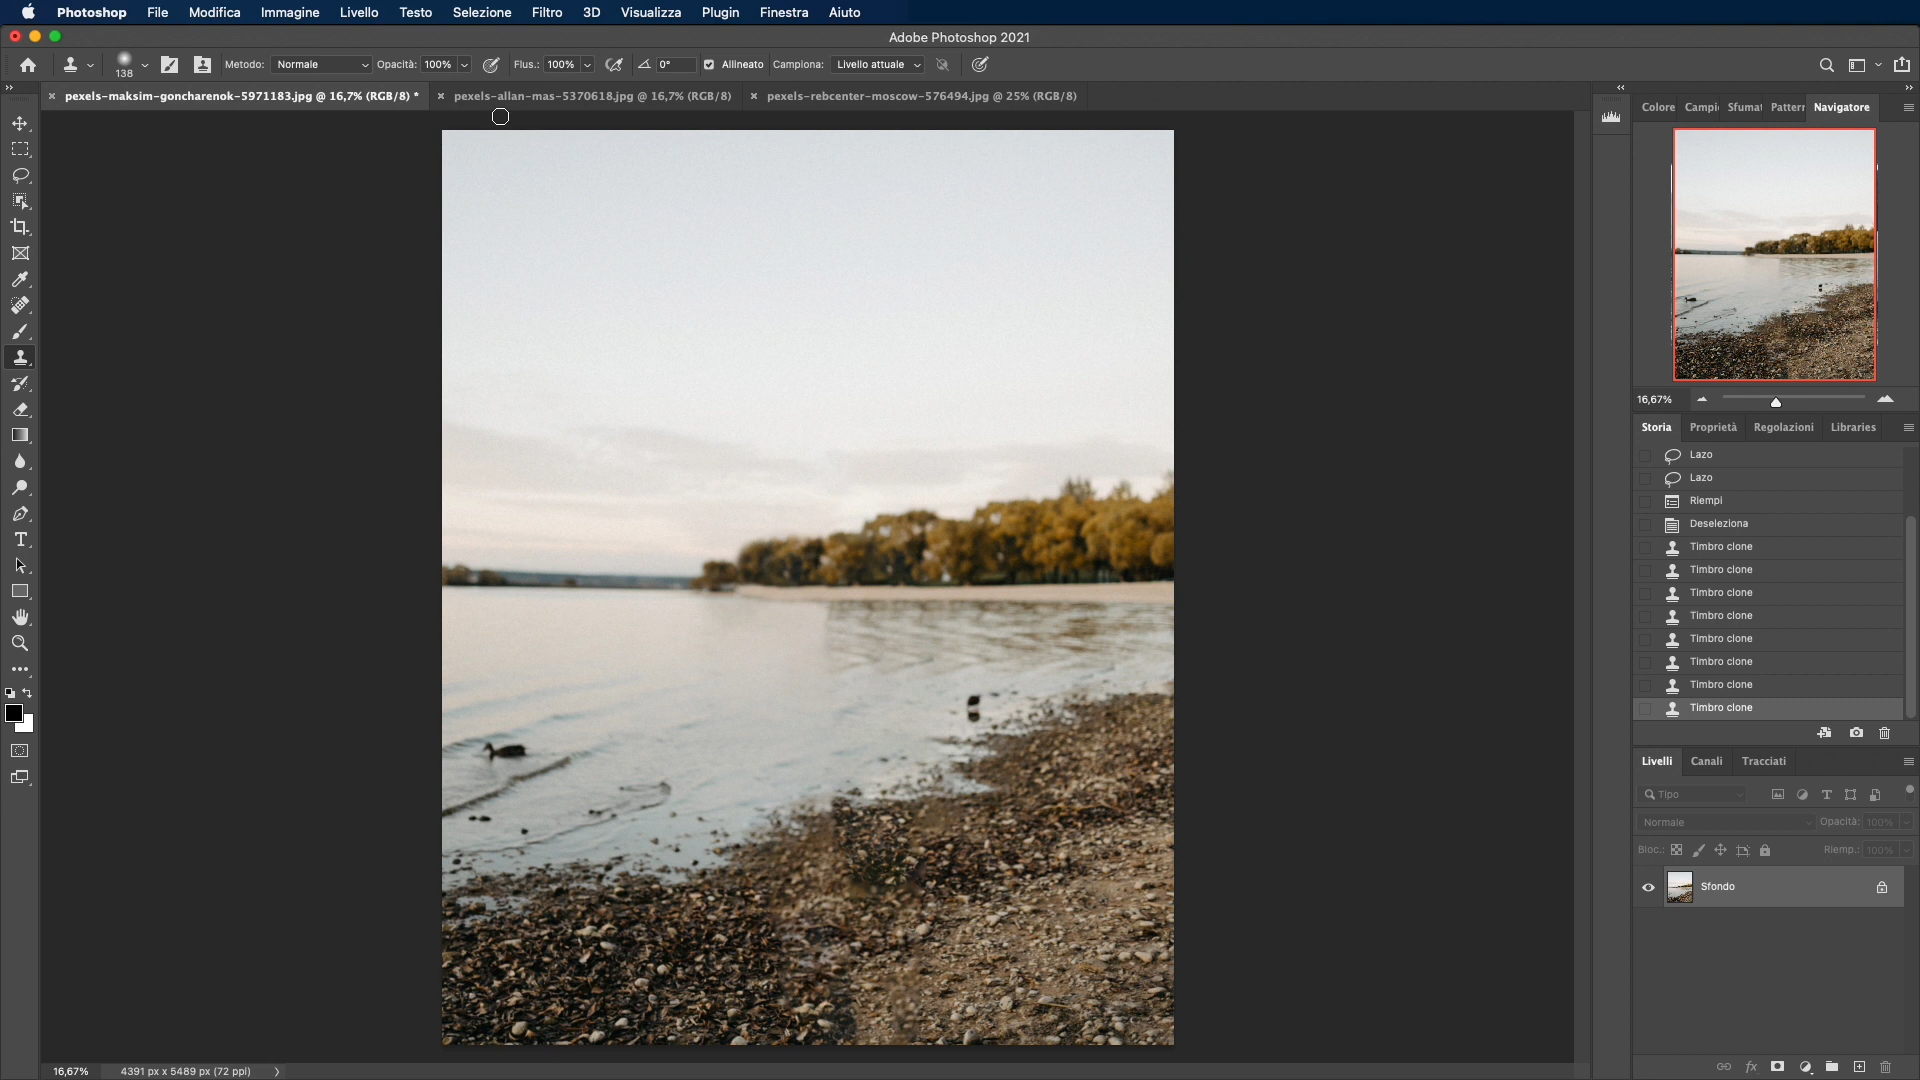 Photoshop File Modifica Immagine Livello Testo Selezione Filtro 3D Visualizza Plugin Finestra Aiuto
Adobe Photoshop 2021
138 Metodo: Normale Opacità: 100% Flus.: 100% 0° Allineato Campiona: Livello attuale
pexels-maksim-goncharenok-5971183.jpg @ 16,7% (RGB/8) * pexels-allan-mas-5370618.jpg @ 16,7% (RGB/8) pexels-rebcenter-moscow-576494.jpg @ 25% (RGB/8)
Colore Campi Sfumat Pattern Navigatore
16,67%
Storia Proprietà Regolazioni Libraries
Lazo
Lazo
Riempi
Deseleziona
Timbro clone
Timbro clone
Timbro clone
Timbro clone
Timbro clone
Timbro clone
Timbro clone
Timbro clone
Livelli Canali Tracciati
Tipo
Normale Opacità: 100%
Bloc.: Riemp.: 100%
Sfondo
fx
16,67% 4391 px x 5489 px (72 ppi)